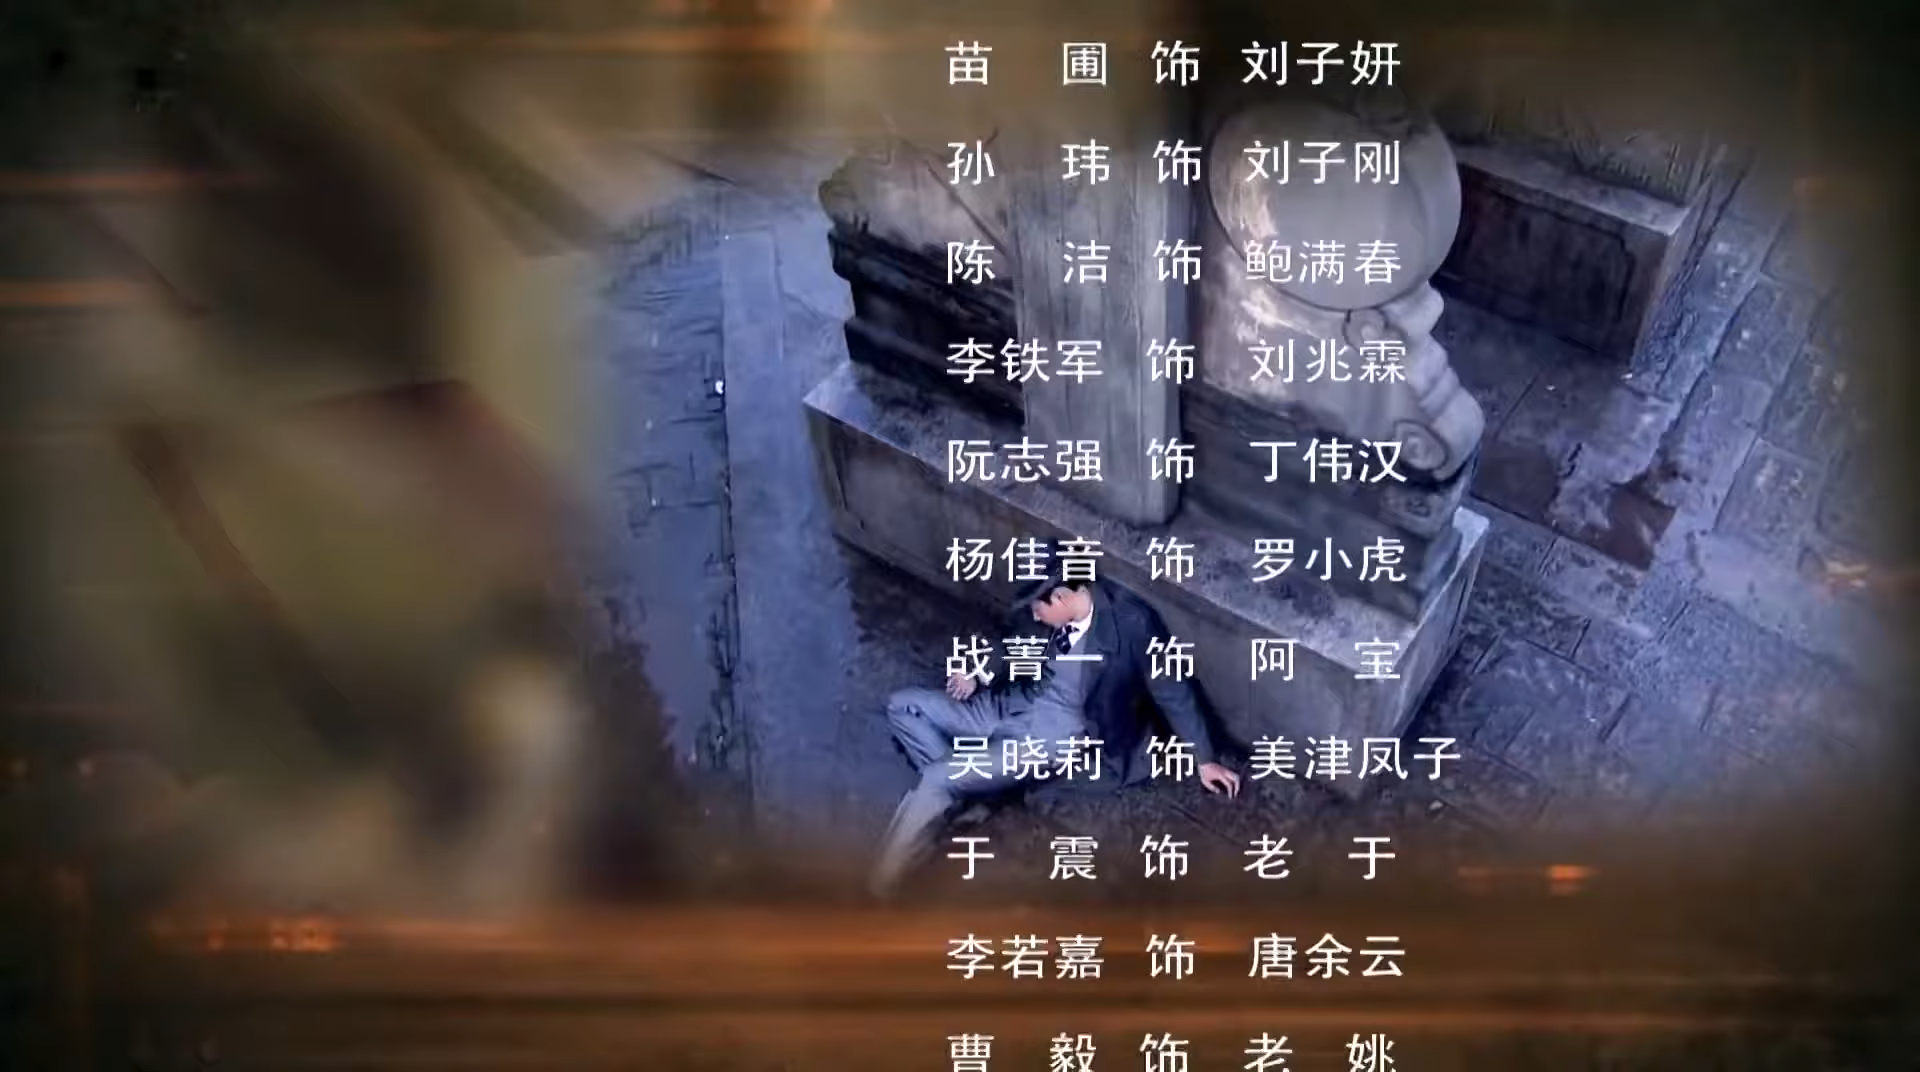 苗圃 饰 刘子妍
孙玮 饰 刘子刚
陈洁 饰 鲍满春
李铁军 饰 刘兆霖
阮志强 饰 丁伟汉
杨佳音 饰 罗小虎
战菁一 饰 阿宝
吴晓莉 饰 美津凤子
于震 饰 老于
李若嘉 饰 唐余云
曹毅 饰 老姚